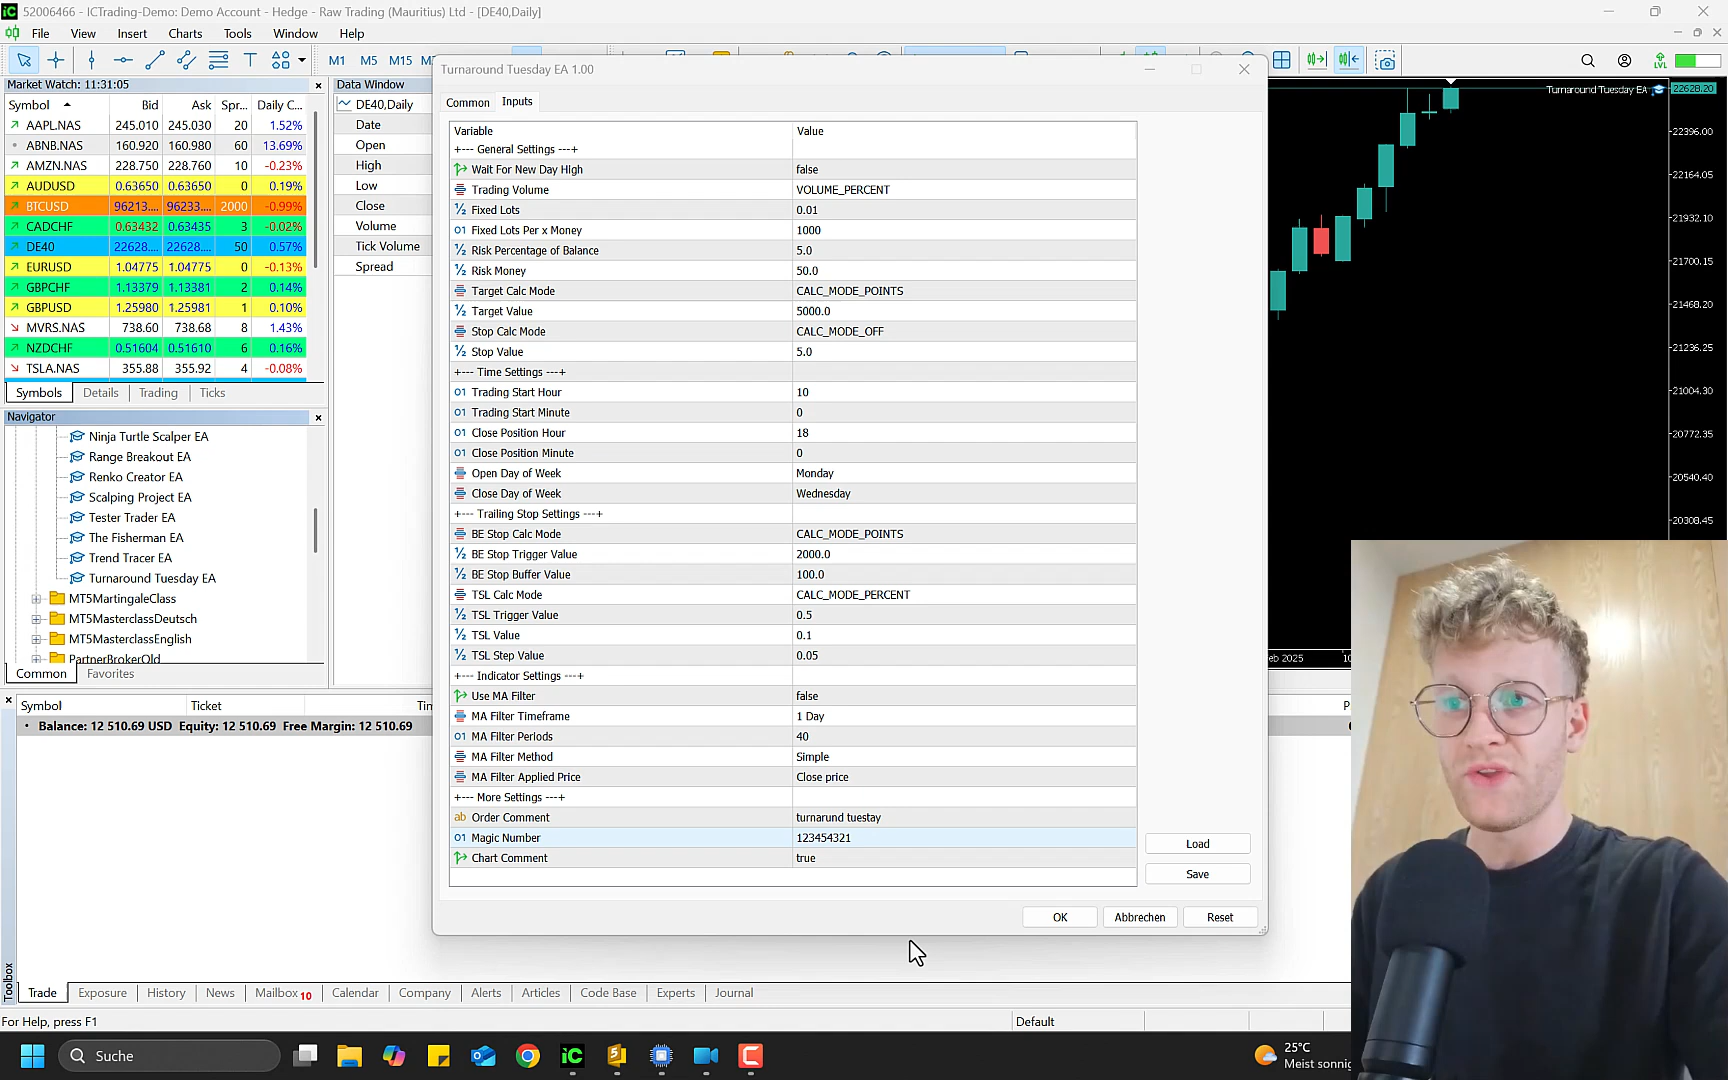 52006466 - ICTrading-Demo: Demo Account - Hedge - Raw Trading (Mauritius) Ltd - [DE40,Daily]
File View Insert Charts Tools Window Help
M1 M5 M15
LVL
Market Watch: 11:31:05
Symbol Bid Ask Spr... Daily C...
AAPL.NAS 245.010 245.030 20 1.52%
ABNB.NAS 160.920 160.980 60 13.69%
AMZN.NAS 228.750 228.760 10 -0.23%
AUDUSD 0.63650 0.63650 0 0.19%
BTCUSD 96213.... 96233.... 2000 -0.99%
CADCHF 0.63432 0.63435 3 -0.02%
DE40 22628.... 22628.... 50 0.57%
EURUSD 1.04775 1.04775 0 -0.13%
GBPCHF 1.13379 1.13381 2 0.14%
GBPUSD 1.25980 1.25981 1 0.10%
MVRS.NAS 738.60 738.68 8 1.43%
NZDCHF 0.51604 0.51610 6 0.16%
TSLA.NAS 355.88 355.92 4 -0.08%
Symbols Details Trading Ticks
Navigator
Ninja Turtle Scalper EA
Range Breakout EA
Renko Creator EA
Scalping Project EA
Tester Trader EA
The Fisherman EA
Trend Tracer EA
Turnaround Tuesday EA
MT5MartingaleClass
MT5MasterclassDeutsch
MT5MasterclassEnglish
PartnerBrokerOld
Common Favorites
Data Window
DE40,Daily
Date
Open
High
Low
Close
Volume
Tick Volume
Spread
Turnaround Tuesday EA 1.00
Common Inputs
Variable Value
+--- General Settings ---+
Wait For New Day High false
Trading Volume VOLUME_PERCENT
Fixed Lots 0.01
Fixed Lots Per x Money 1000
Risk Percentage of Balance 5.0
Risk Money 50.0
Target Calc Mode CALC_MODE_POINTS
Target Value 5000.0
Stop Calc Mode CALC_MODE_OFF
Stop Value 5.0
+--- Time Settings ---+
Trading Start Hour 10
Trading Start Minute 0
Close Position Hour 18
Close Position Minute 0
Open Day of Week Monday
Close Day of Week Wednesday
+--- Trailing Stop Settings ---+
BE Stop Calc Mode CALC_MODE_POINTS
BE Stop Trigger Value 2000.0
BE Stop Buffer Value 100.0
TSL Calc Mode CALC_MODE_PERCENT
TSL Trigger Value 0.5
TSL Value 0.1
TSL Step Value 0.05
+--- Indicator Settings ---+
Use MA Filter false
MA Filter Timeframe 1 Day
MA Filter Periods 40
MA Filter Method Simple
MA Filter Applied Price Close price
+--- More Settings ---+
Order Comment turnarund tuestay
Magic Number 123454321
Chart Comment true
Load
Save
OK Abbrechen Reset
Turnaround Tuesday EA
22628.20
22396.00
22164.05
21932.10
21700.15
21468.20
21236.25
21004.30
20772.35
20540.40
20308.45
eb 2025
Symbol Ticket
Balance: 12 510.69 USD Equity: 12 510.69 Free Margin: 12 510.69
Toolbox
Trade Exposure History News Mailbox 10 Calendar Company Alerts Articles Code Base Experts Journal
For Help, press F1
Default
Suche
25°C
Meist sonnig